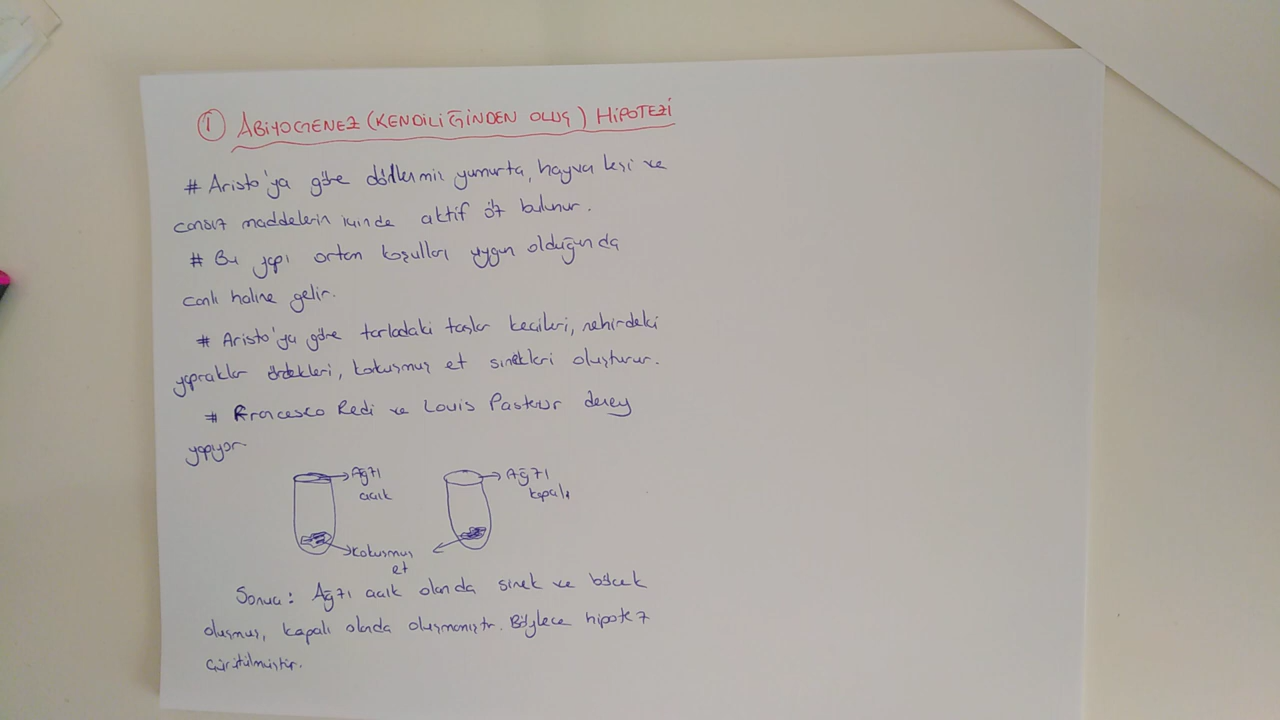 1 ABİYOGENEZ (KENDİLİĞİNDEN OLUŞ) HİPOTEZİ
# Aristo'ya göre döllenmiş yumurta, hayva leşi ve
cansız maddelerin içinde aktif öz bulunur.
# Bu yapı ortam koşulları uygun olduğunda
canlı haline gelir.
# Aristo'ya göre tarladaki taşlar keçileri, nehirdeki
yapraklar ördekleri, kokuşmuş et sinekleri oluşturur.
# Francesco Redi ve Louis Pasteur deney
yapıyor
Ağzı açık
Ağzı kapalı
kokuşmuş et
Sonuç: Ağzı açık olanda sinek ve böcek
oluşmuş, kapalı olanda oluşmamıştır. Böylece hipotez
çürütülmüştür.